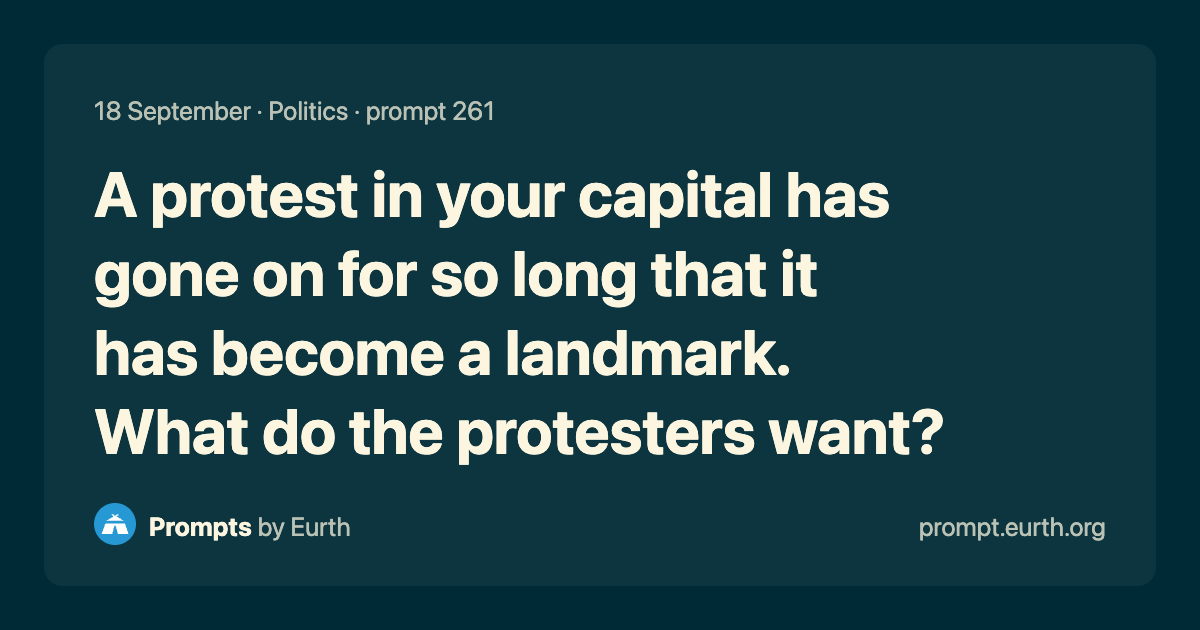 18 September · Politics · prompt 261
A protest in your capital has
gone on for so long that it
has become a landmark.
What do the protesters want?
Prompts by Eurth
prompt.eurth.org